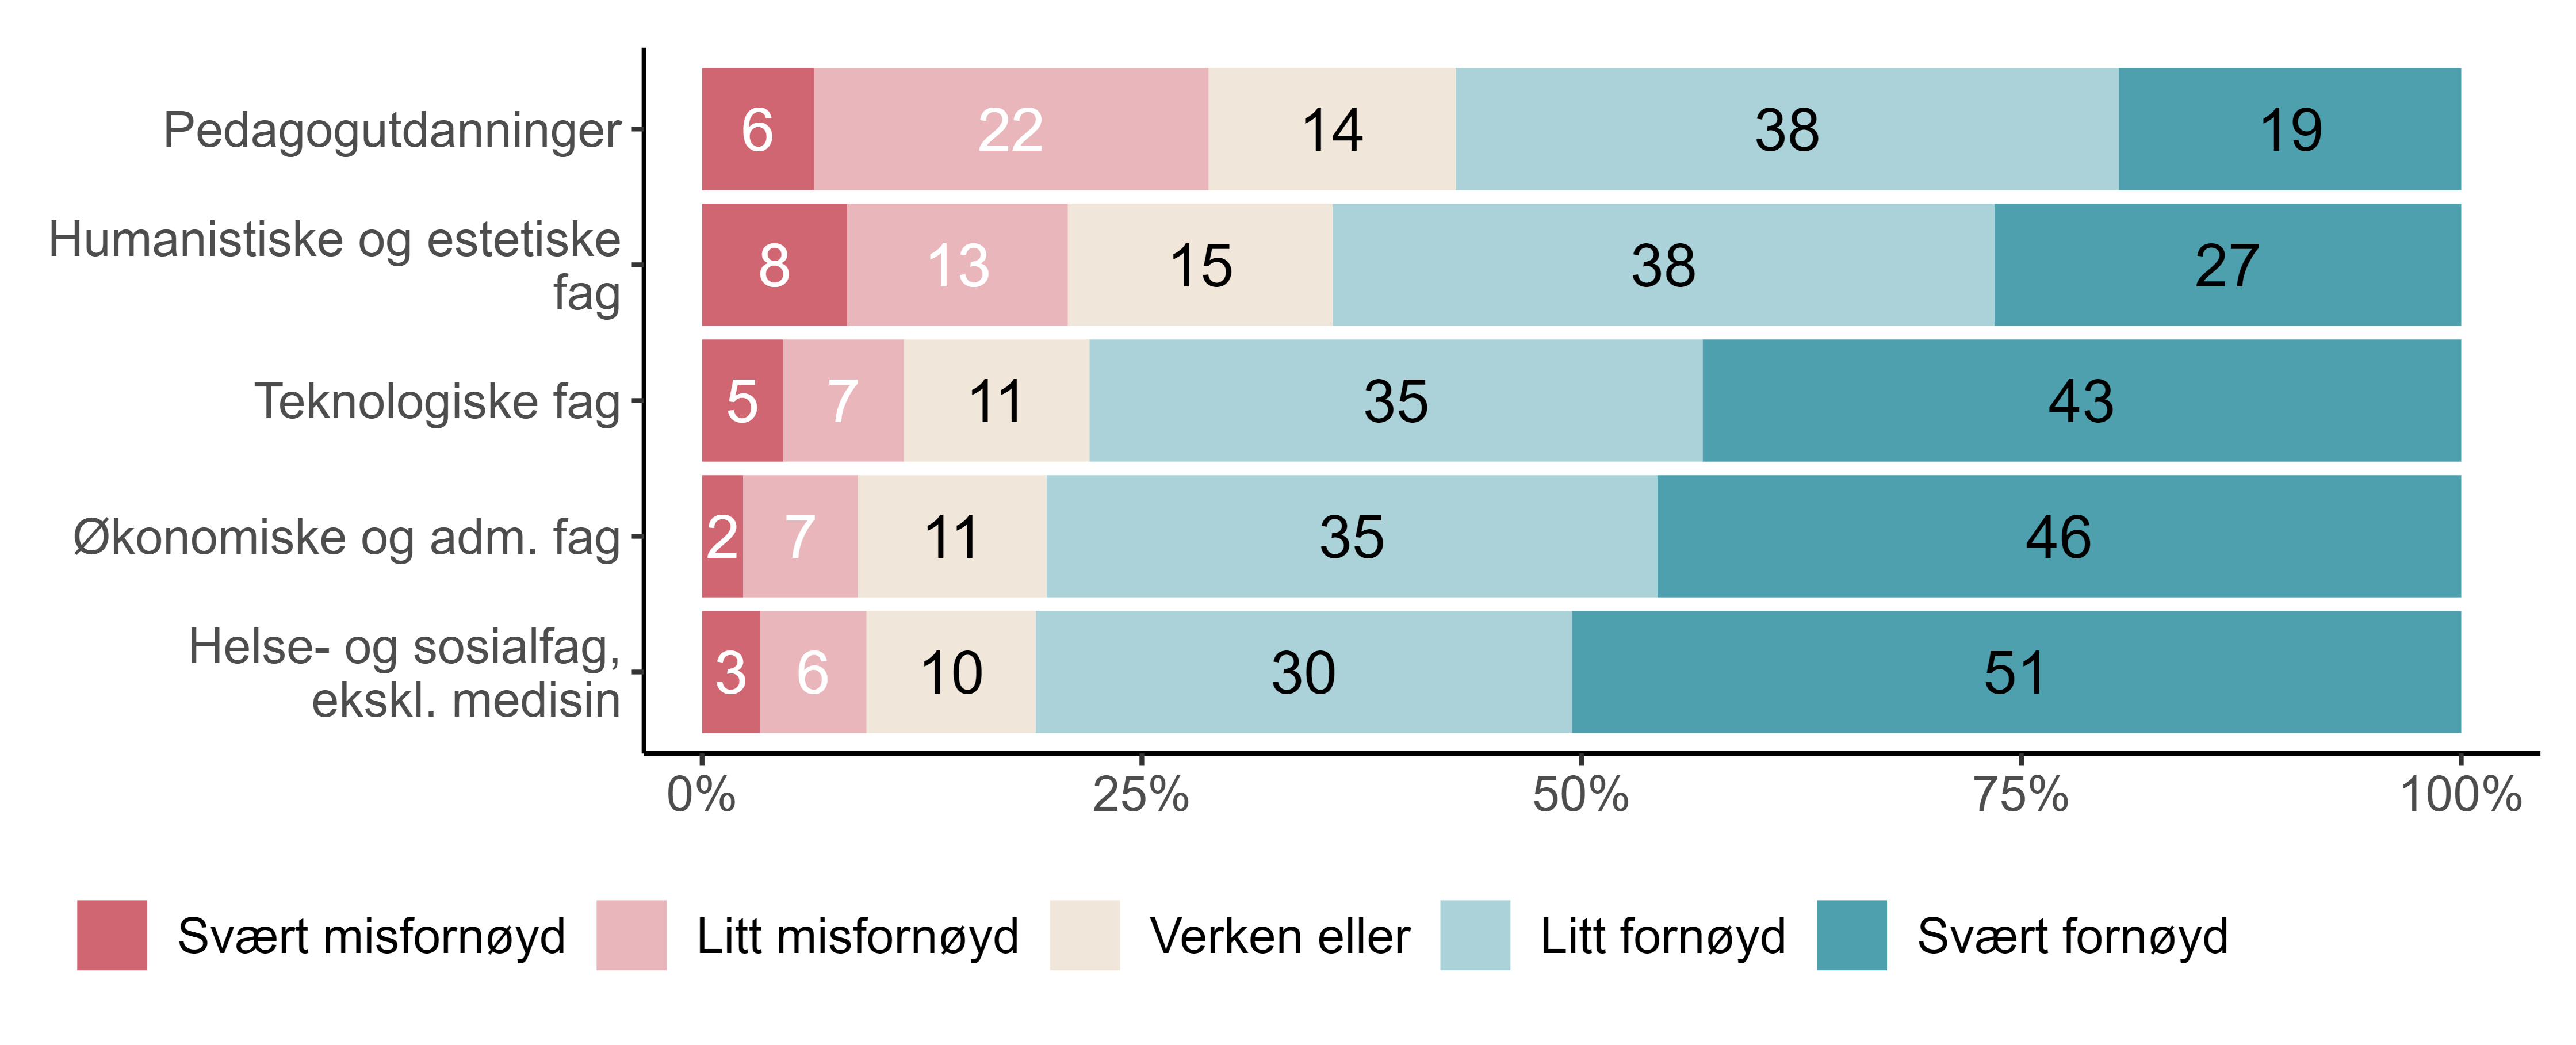 Pedagogutdanninger
6 22 14 38 19
Humanistiske og estetiske
fag
8 13 15 38 27
Teknologiske fag
5 7 11 35 43
Økonomiske og adm. fag
2 7 11 35 46
Helse- og sosialfag,
ekskl. medisin
3 6 10 30 51
0% 25% 50% 75% 100%
Svært misfornøyd Litt misfornøyd Verken eller Litt fornøyd Svært fornøyd